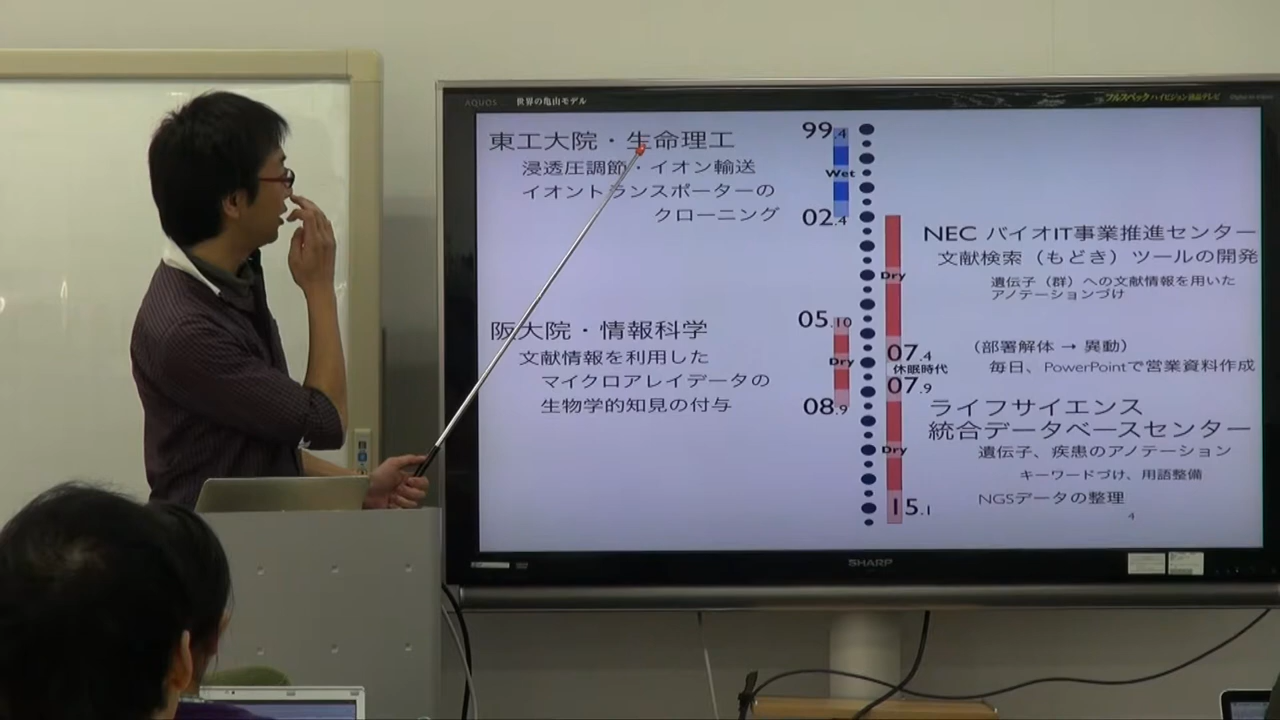 AQUOS 世界の亀山モデル
フルスペックハイビジョン液晶テレビ
東工大院・生命理工
浸透圧調節・イオン輸送
イオントランスポーターの
クローニング
99.4
Wet
02.4
NEC バイオIT事業推進センター
文献検索（もどき）ツールの開発
遺伝子（群）への文献情報を用いた
アノテーションづけ
Dry
阪大院・情報科学
文献情報を利用した
マイクロアレイデータの
生物学的知見の付与
05.10
Dry
08.9
07.4
休眠時代
07.9
（部署解体 → 異動）
毎日、PowerPointで営業資料作成
ライフサイエンス
統合データベースセンター
遺伝子、疾患のアノテーション
キーワードづけ、用語整備
NGSデータの整理
Dry
15.1
4
SHARP